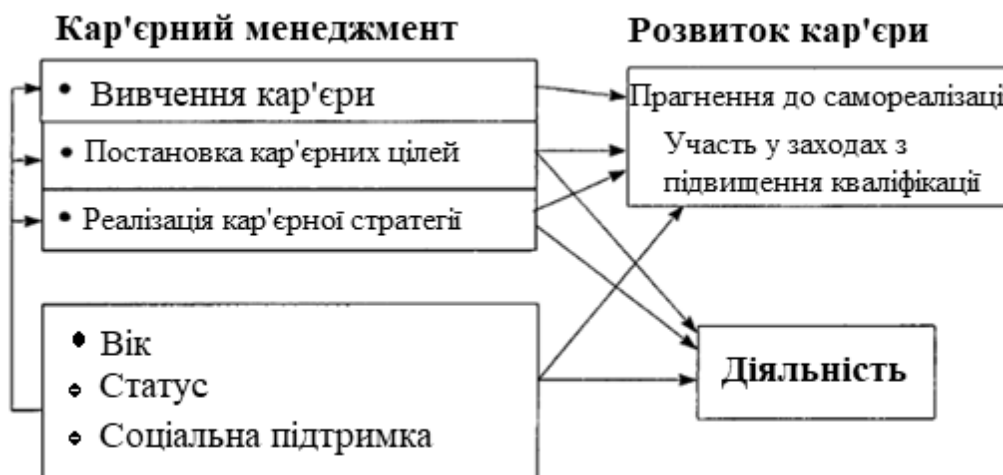 Кар'єрний менеджмент
Розвиток кар'єри
• Вивчення кар'єри
• Постановка кар'єрних цілей
• Реалізація кар'єрної стратегії
Прагнення до самореалізаці
Участь у заходах з
підвищення кваліфікації
• Вік
• Статус
• Соціальна підтримка
Діяльність